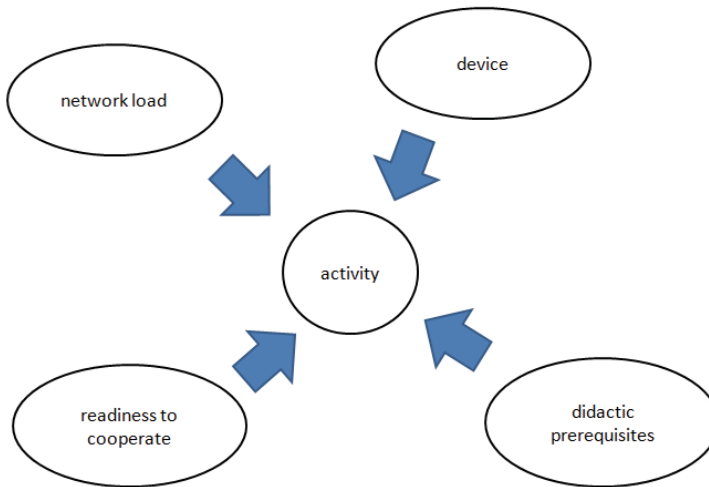 device
network load
activity
readiness to
cooperate
didactic
prerequisites